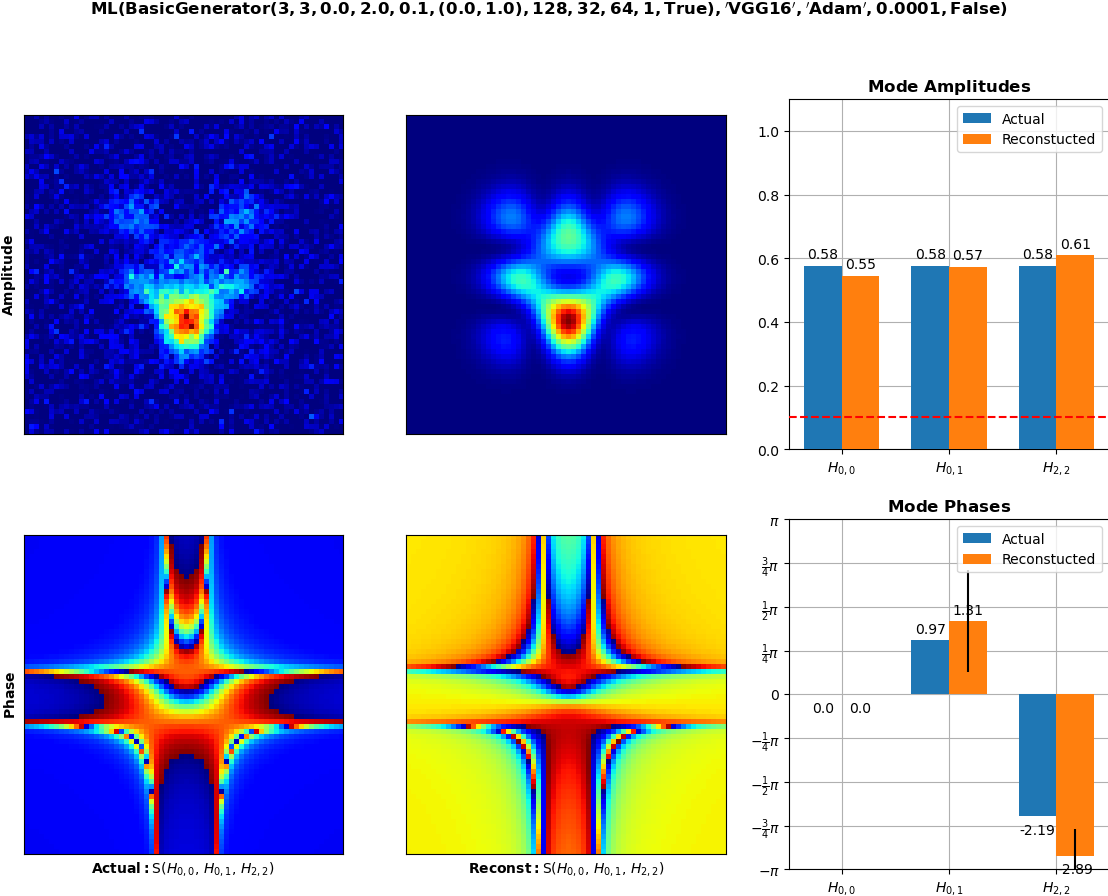 ML(BasicGenerator(3, 3, 0.0, 2.0, 0.1, (0.0, 1.0), 128, 32, 64, 1, True), ′VGG16′, ′Adam′, 0.0001, False)
Amplitude
Mode Amplitudes
Actual
Reconstucted
1.0
0.8
0.6
0.4
0.2
0.0
0.58 0.55 0.58 0.57 0.58 0.61
H0,0 H0,1 H2,2
Phase
Actual: S(H0,0, H0,1, H2,2)
Reconst: S(H0,0, H0,1, H2,2)
Mode Phases
Actual
Reconstucted
π
3/4π
1/2π
1/4π
0
−1/4π
−1/2π
−3/4π
−π
0.0 0.0 0.97 1.31 -2.19 -2.89
H0,0 H0,1 H2,2